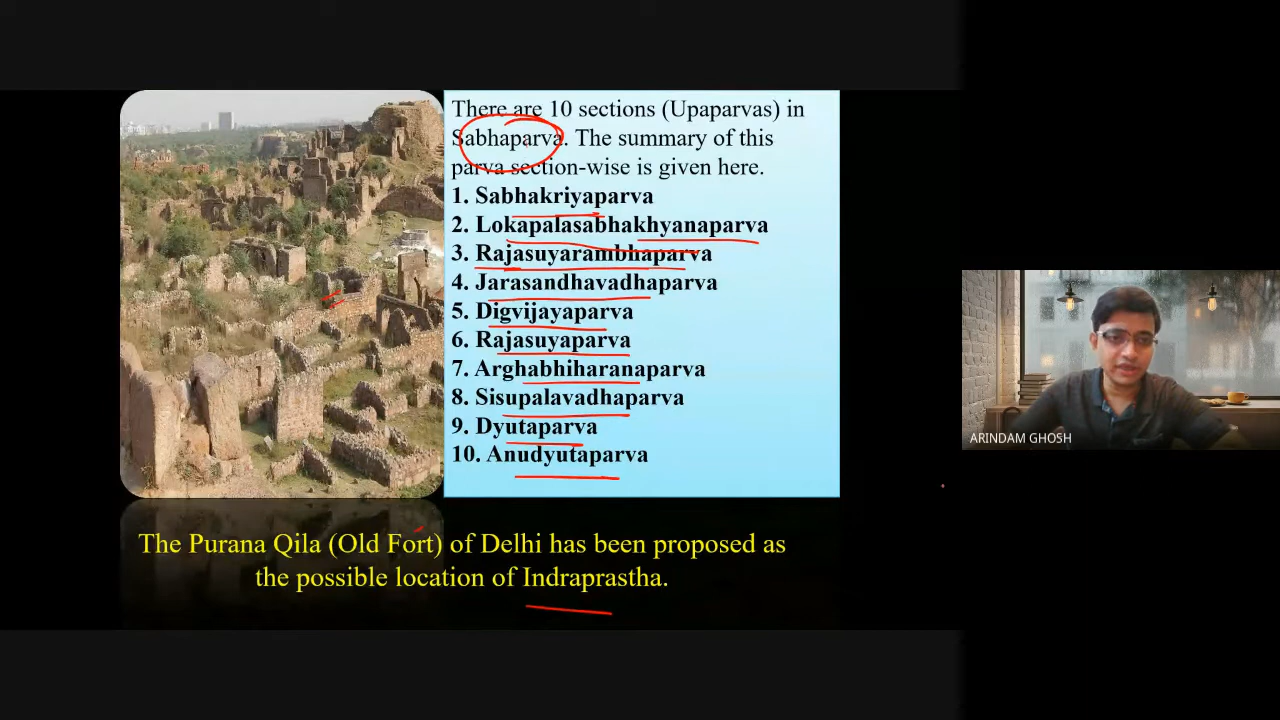 There are 10 sections (Upaparvas) in
Sabhaparva. The summary of this
parva section-wise is given here.
1. Sabhakriyaparva
2. Lokapalasabhakhyanaparva
3. Rajasuyarambhaparva
4. Jarasandhavadhaparva
5. Digvijayaparva
6. Rajasuyaparva
7. Arghabhiharanaparva
8. Sisupalavadhaparva
9. Dyutaparva
10. Anudyutaparva
The Purana Qila (Old Fort) of Delhi has been proposed as
the possible location of Indraprastha.
ARINDAM GHOSH